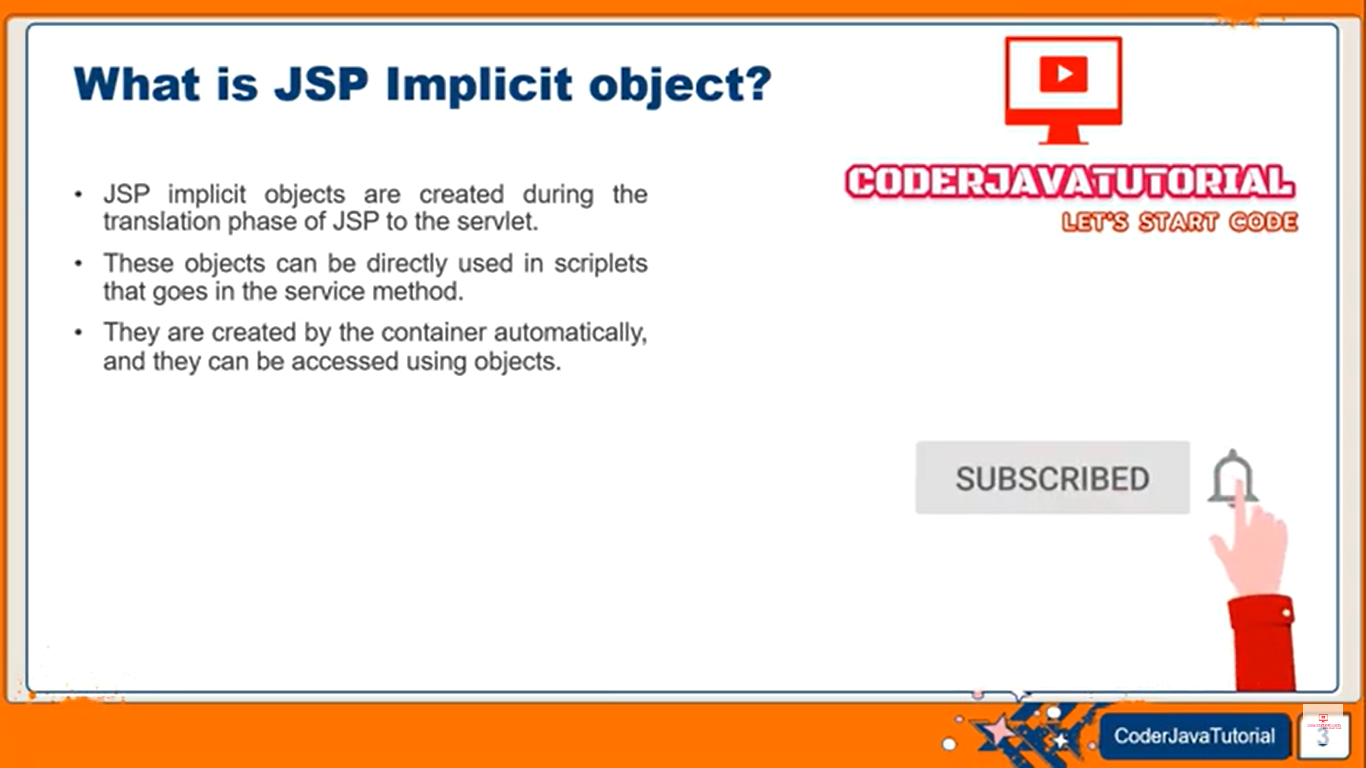 What is JSP Implicit object?
CODERJAVATUTORIAL
LET'S START CODE
• JSP implicit objects are created during the
translation phase of JSP to the servlet.
• These objects can be directly used in scriplets
that goes in the service method.
• They are created by the container automatically,
and they can be accessed using objects.
SUBSCRIBED
CoderJavaTutorial
3